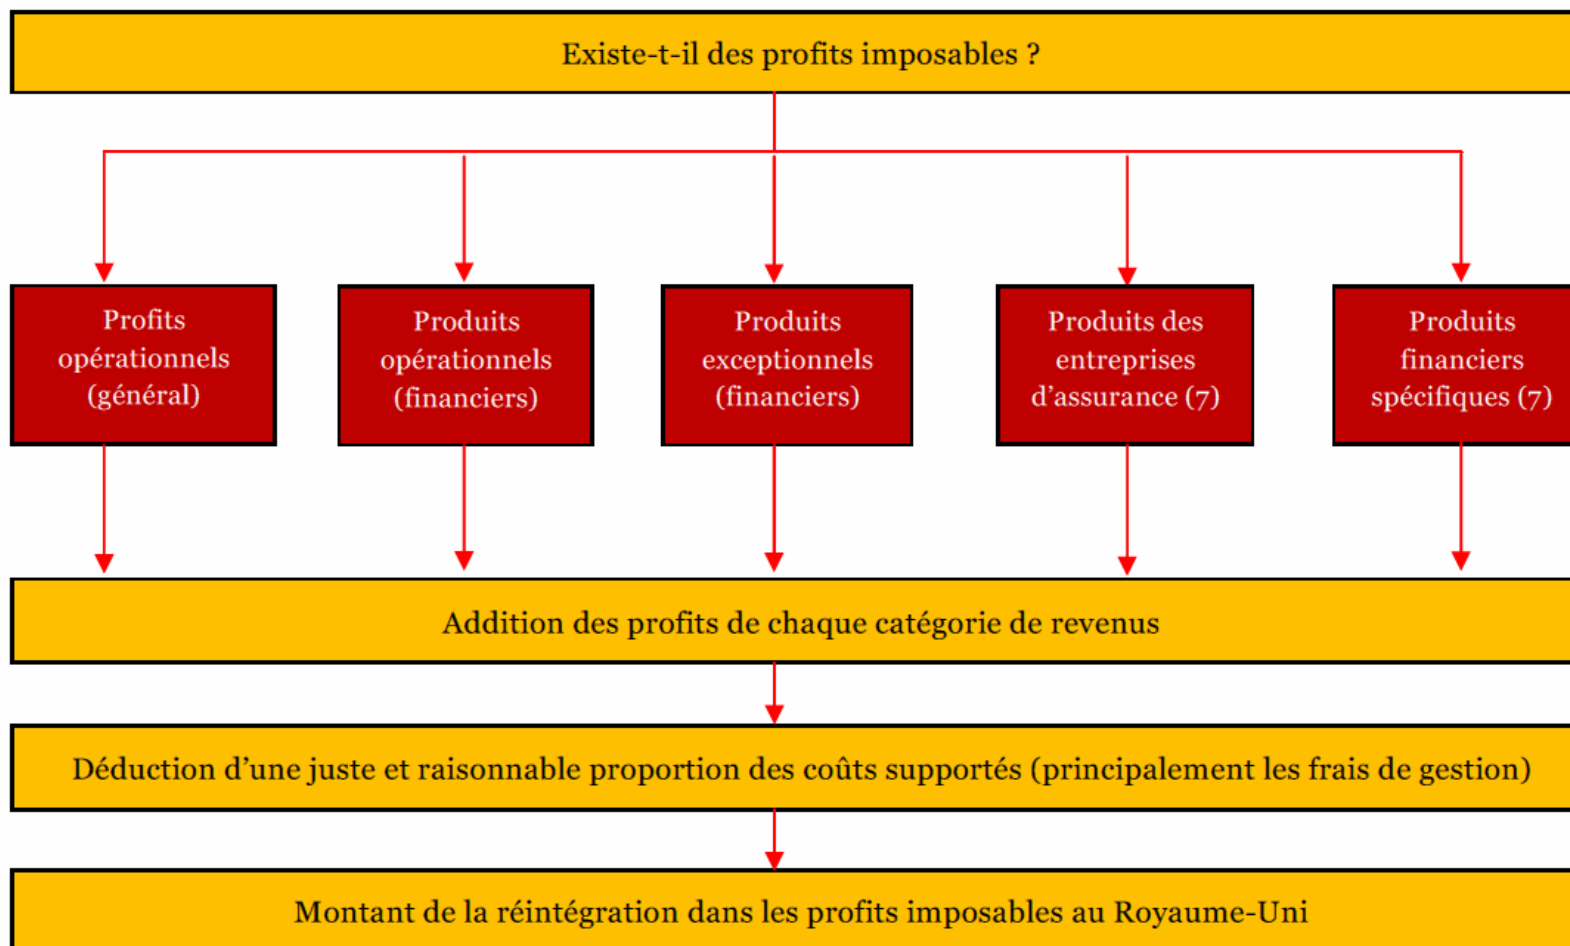 Existe-t-il des profits imposables ?
Profits
opérationnels
(général)
Produits
opérationnels
(financiers)
Produits
exceptionnels
(financiers)
Produits des
entreprises
d’assurance (7)
Produits
financiers
spécifiques (7)
Addition des profits de chaque catégorie de revenus
Déduction d’une juste et raisonnable proportion des coûts supportés (principalement les frais de gestion)
Montant de la réintégration dans les profits imposables au Royaume-Uni